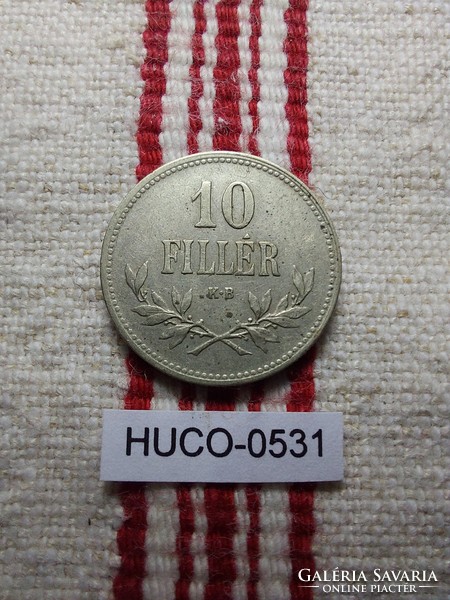 10
FILLÉR
K·B
HUCO-0531
GALÉRIA SAVARIA
ONLINE PIACTÉR